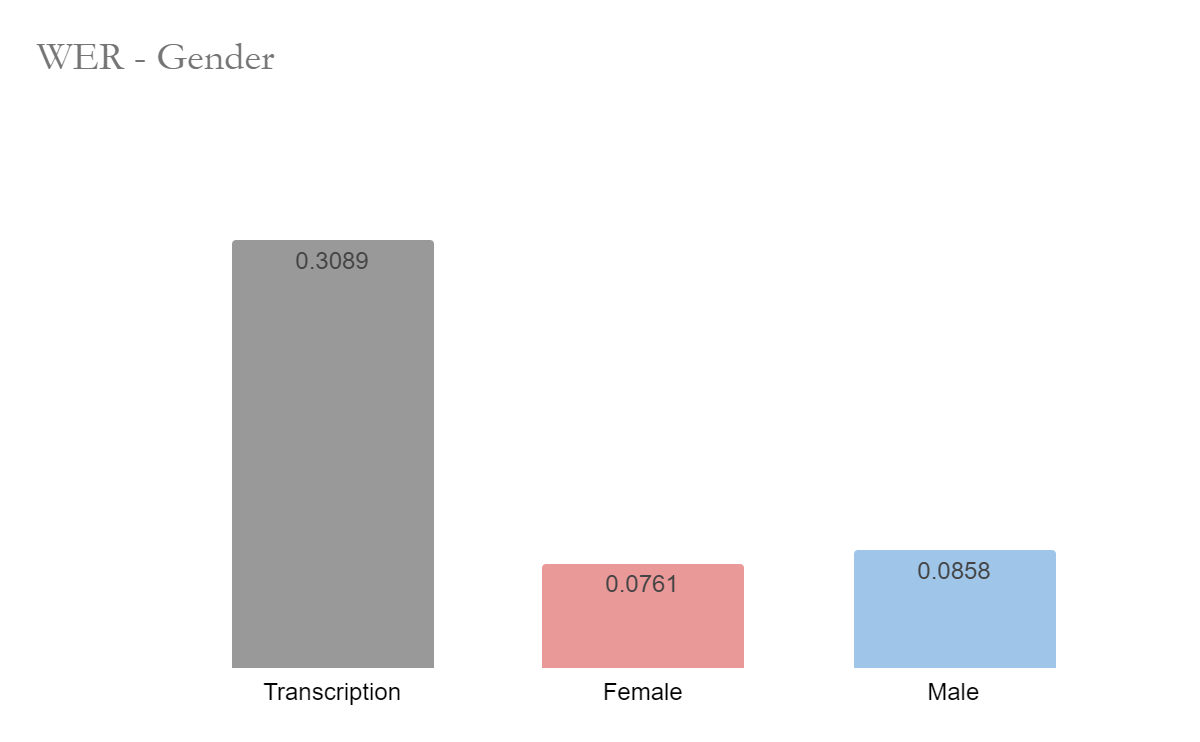 WER - Gender
0.3089
0.0761
0.0858
Transcription
Female
Male